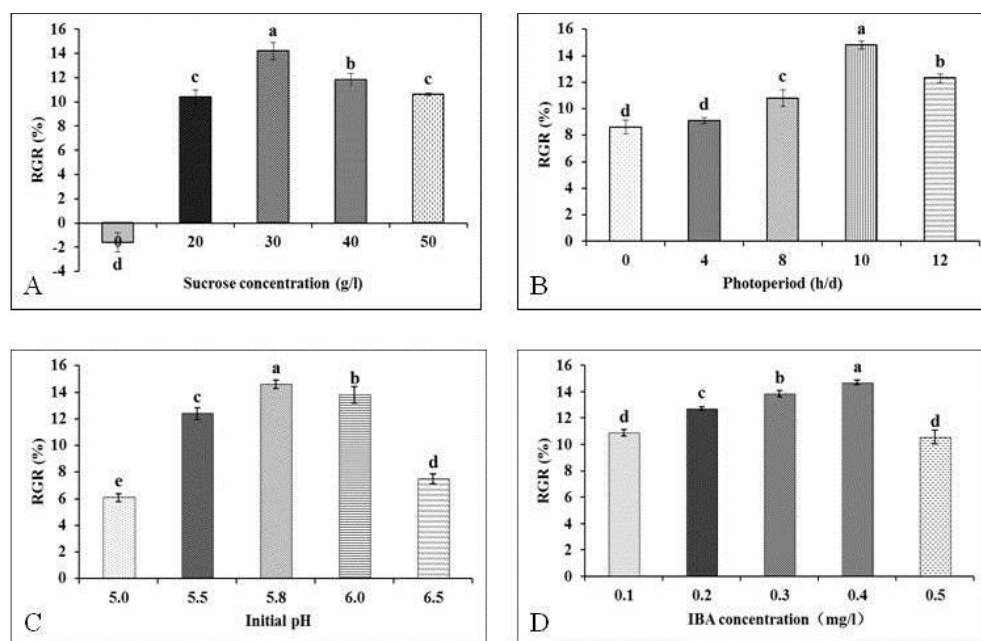 16
14
12
10
8
6
4
2
0
-2
-4
RGR (%)
d
c
a
b
c
0 20 30 40 50
Sucrose concentration (g/l)
A
16
14
12
10
8
6
4
2
0
RGR (%)
d
d
c
a
b
0 4 8 10 12
Photoperiod (h/d)
B
16
14
12
10
8
6
4
2
0
RGR (%)
e
c
a
b
d
5.0 5.5 5.8 6.0 6.5
Initial pH
C
16
14
12
10
8
6
4
2
0
RGR (%)
d
c
b
a
d
0.1 0.2 0.3 0.4 0.5
IBA concentration（mg/l）
D